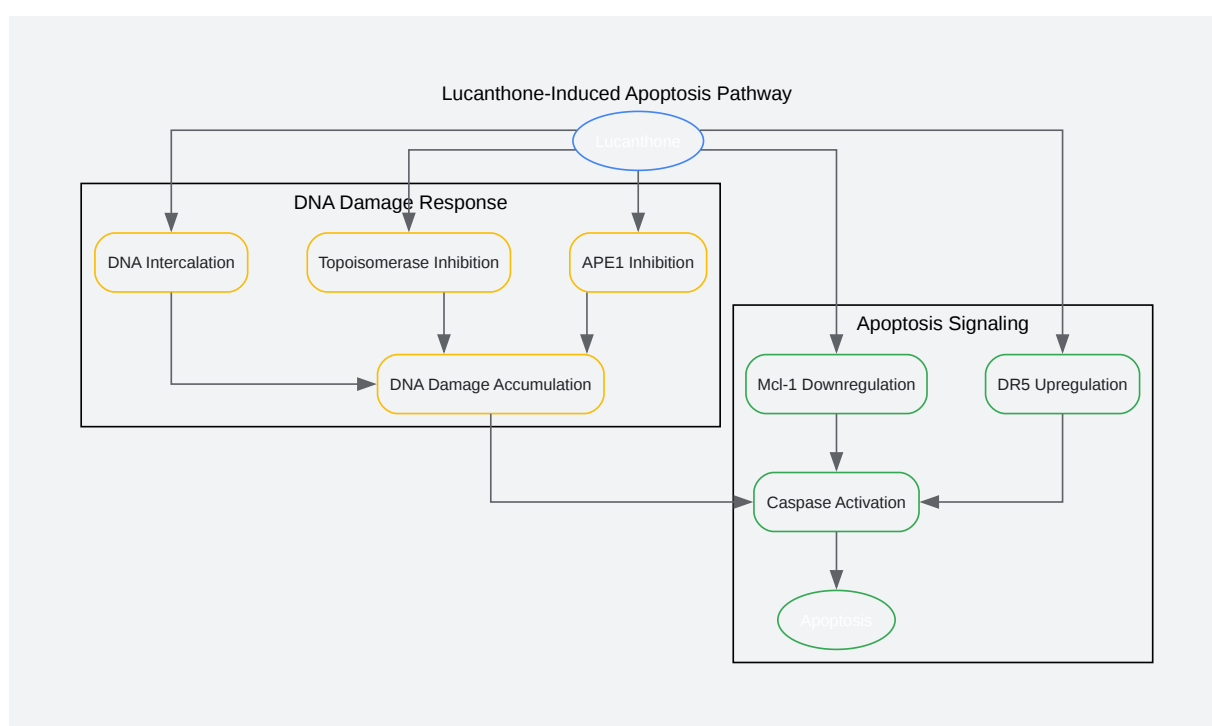 Lucanthone-Induced Apoptosis Pathway
Lucanthone
DNA Damage Response
DNA Intercalation
Topoisomerase Inhibition
APE1 Inhibition
Apoptosis Signaling
DNA Damage Accumulation
Mcl-1 Downregulation
DR5 Upregulation
Caspase Activation
Apoptosis